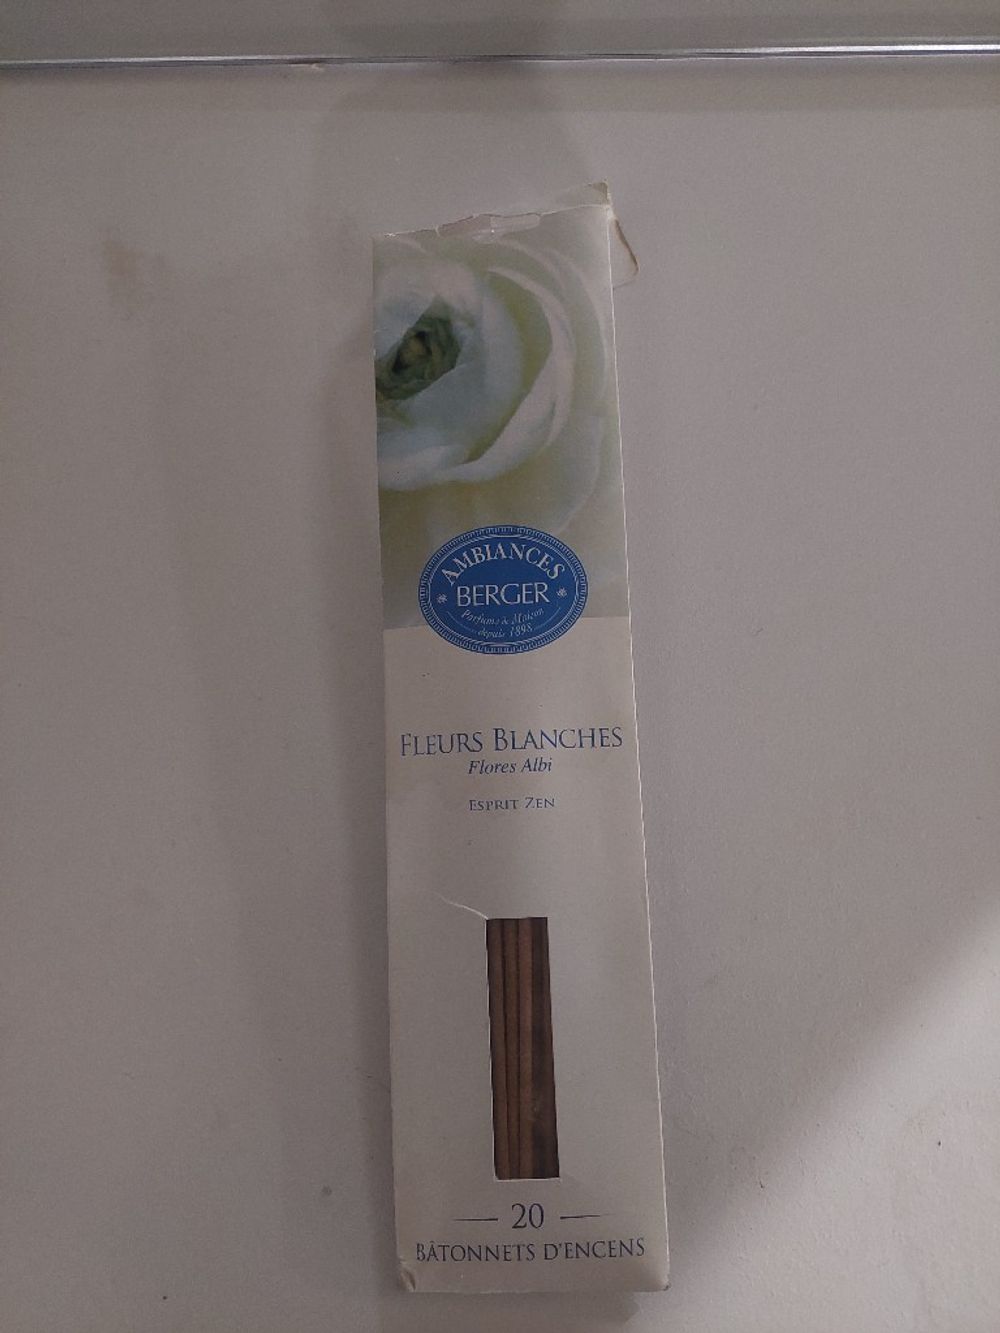 AMBIANCES
BERGER
Parfums de Maison
depuis 1898
FLEURS BLANCHES
Flores Albi
ESPRIT ZEN
20
BÂTONNETS D'ENCENS